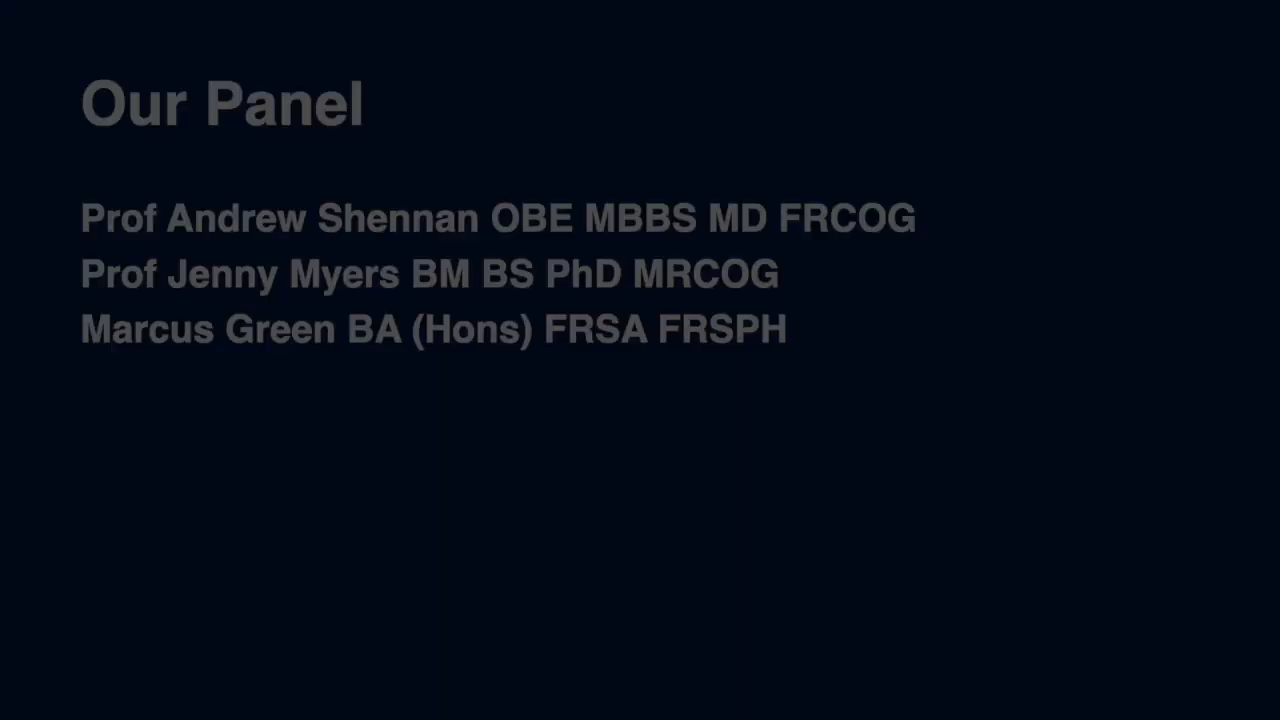 Our Panel
Prof Andrew Shennan OBE MBBS MD FRCOG
Prof Jenny Myers BM BS PhD MRCOG
Marcus Green BA (Hons) FRSA FRSPH